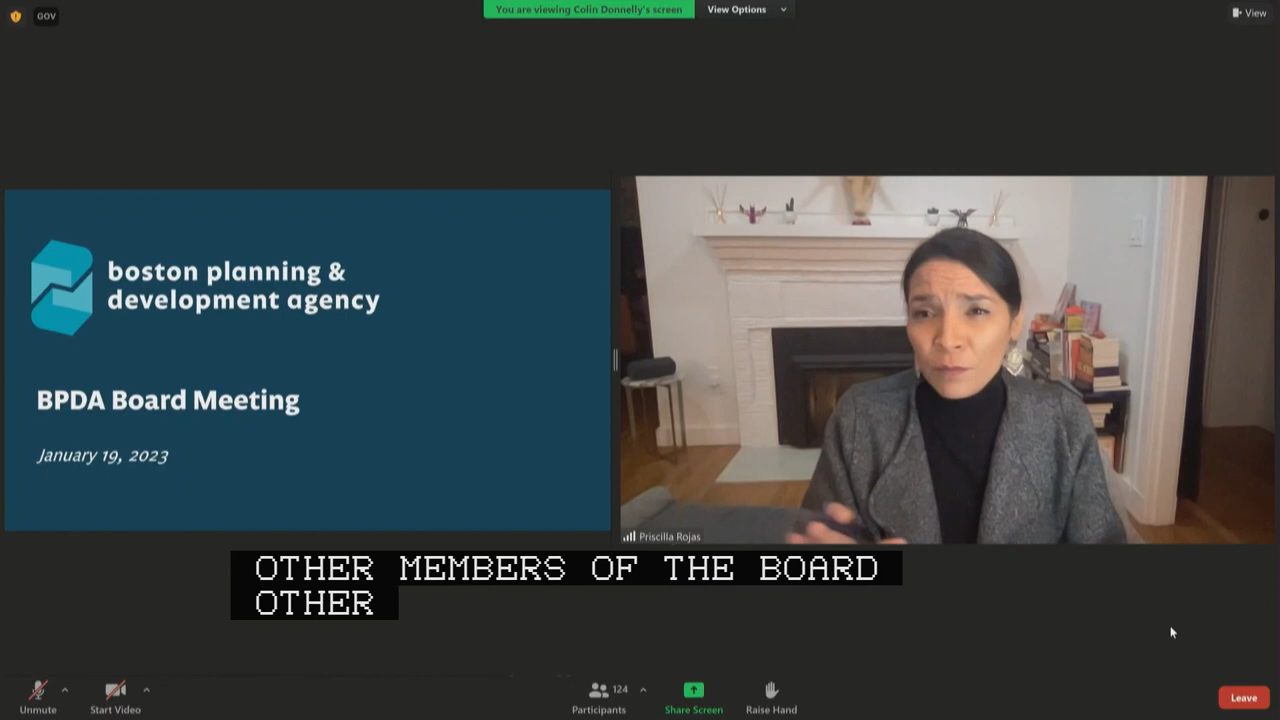 GOV
You are viewing Colin Donnelly's screen
View Options
View
boston planning &
development agency
BPDA Board Meeting
January 19, 2023
Priscilla Rojas
OTHER MEMBERS OF THE BOARD
OTHER
Unmute
Start Video
124
Participants
Share Screen
Raise Hand
Leave